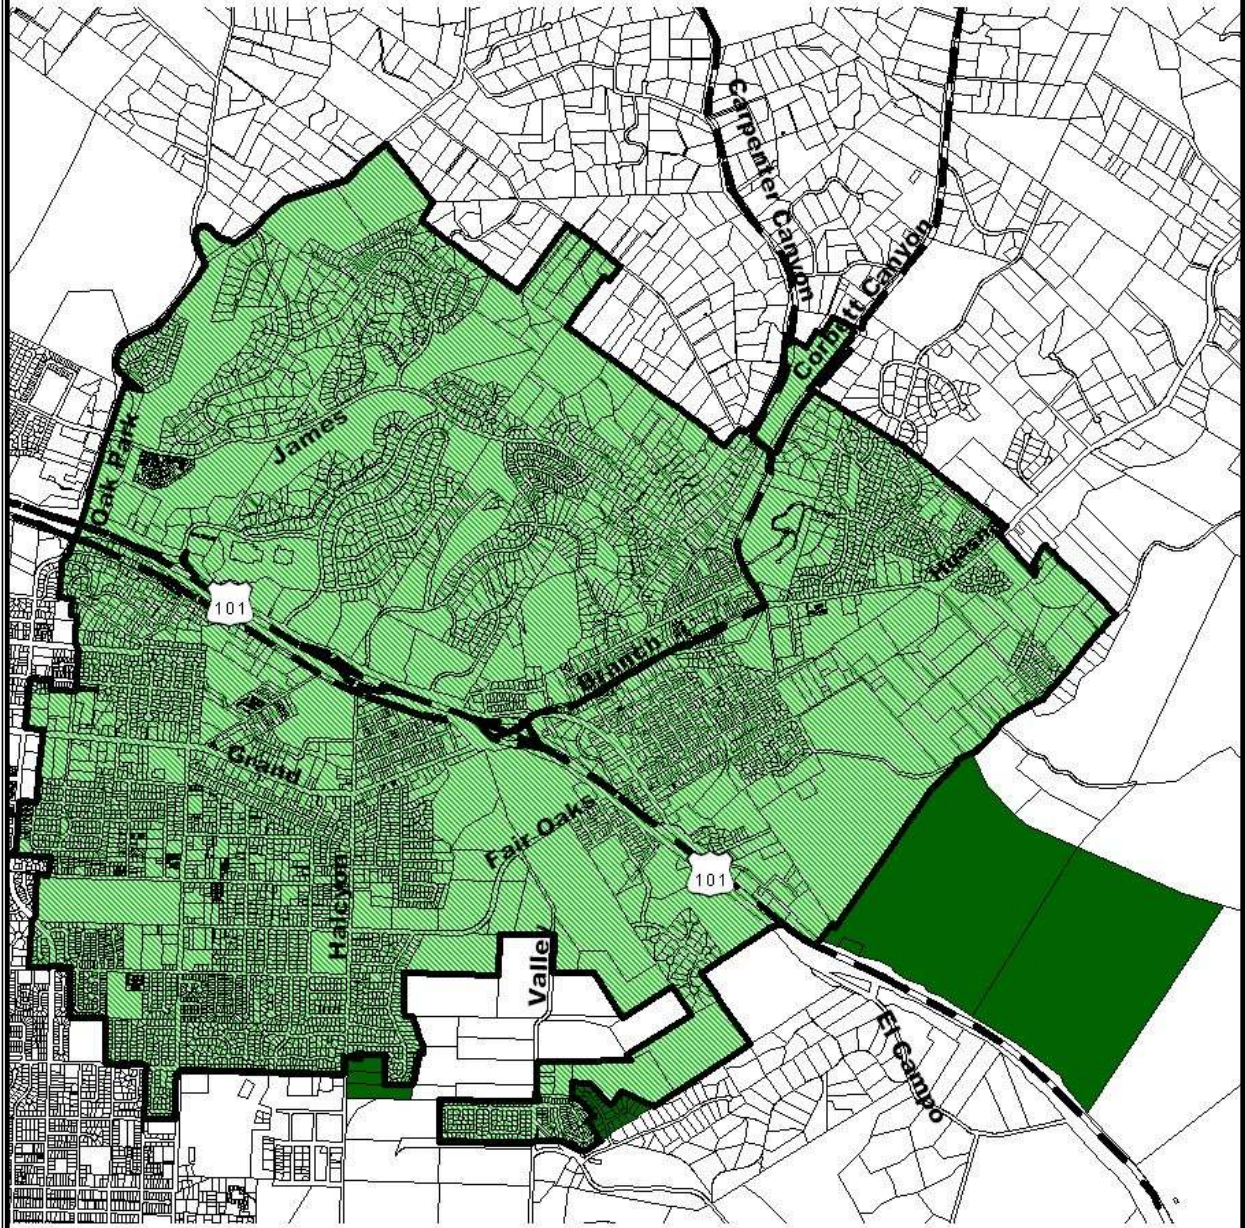 Carpenter Canyon
Corbett Canyon
Oak Park
James
Huasna
101
Branch
Grand
Fair Oaks
101
Halcyon
Valley
El Campo